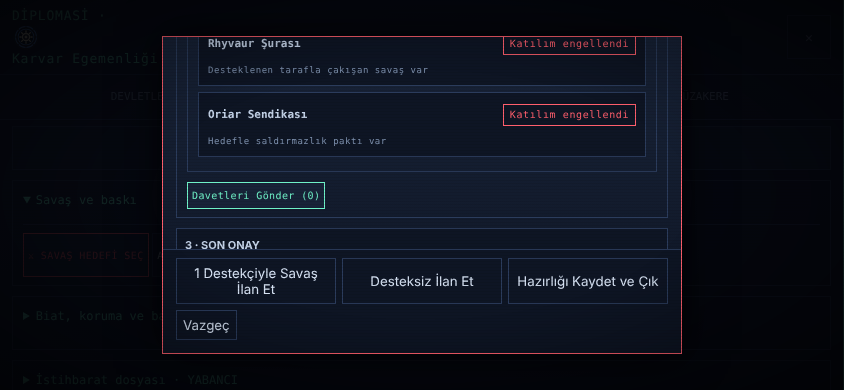 DİPLOMASİ ·
Karvar Egemenliği
DEVLETLE
ZAKERE
Rhyvaur Şurası
Katılım engellendi
Desteklenen tarafla çakışan savaş var
Oriar Sendikası
Katılım engellendi
Hedefle saldırmazlık paktı var
Davetleri Gönder (0)
▼ Savaş ve baskı
SAVAŞ HEDEFİ SEÇ
3 · SON ONAY
1 Destekçiyle Savaş
İlan Et
Desteksiz İlan Et
Hazırlığı Kaydet ve Çık
Vazgeç
▶ Biat, koruma ve b
▶ İstihbarat dosyası · YABANCI